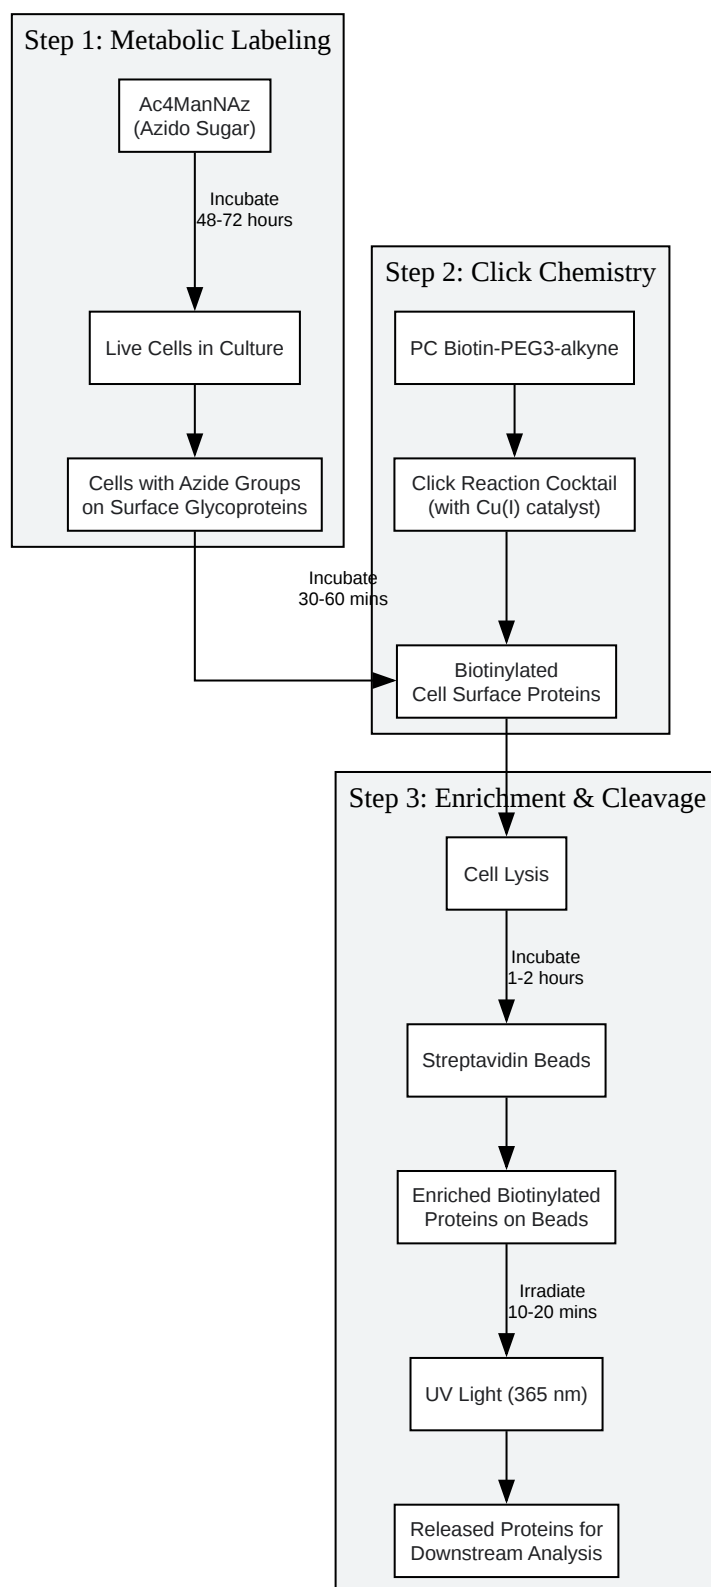 Step 1: Metabolic Labeling
Ac4ManNAz
(Azido Sugar)
Incubate
48-72 hours
Live Cells in Culture
Cells with Azide Groups
on Surface Glycoproteins
Step 2: Click Chemistry
PC Biotin-PEG3-alkyne
Click Reaction Cocktail
(with Cu(I) catalyst)
Incubate
30-60 mins
Biotinylated
Cell Surface Proteins
Step 3: Enrichment & Cleavage
Cell Lysis
Incubate
1-2 hours
Streptavidin Beads
Enriched Biotinylated
Proteins on Beads
Irradiate
10-20 mins
UV Light (365 nm)
Released Proteins for
Downstream Analysis